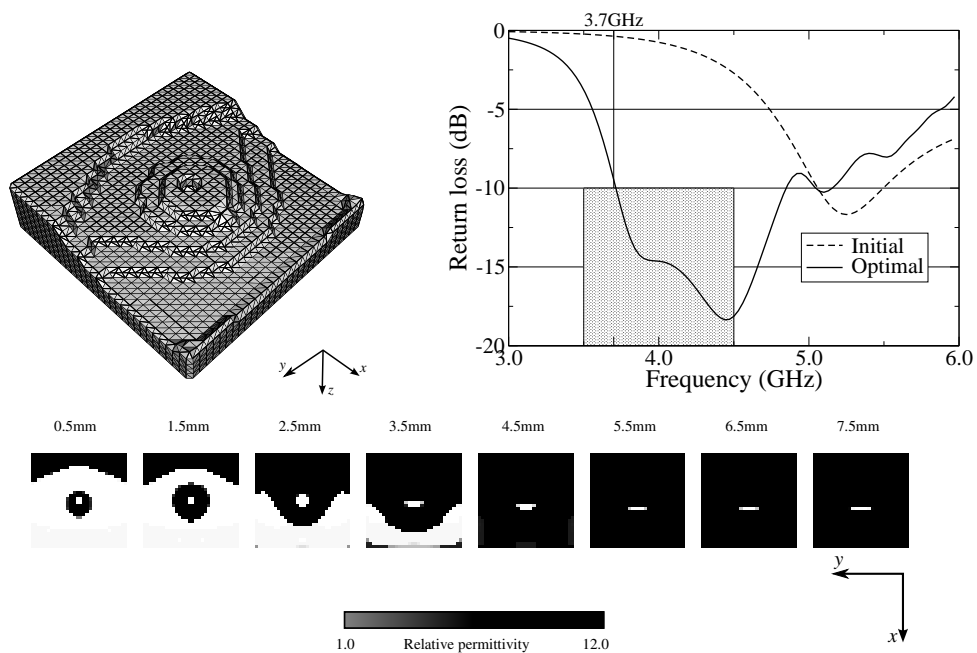 3.7GHz
0
-5
-10
-15
-20
Return loss (dB)
Initial
Optimal
3.0
4.0
5.0
6.0
Frequency (GHz)
y
x
z
0.5mm 1.5mm 2.5mm 3.5mm 4.5mm 5.5mm 6.5mm 7.5mm
y
x
1.0 Relative permittivity 12.0